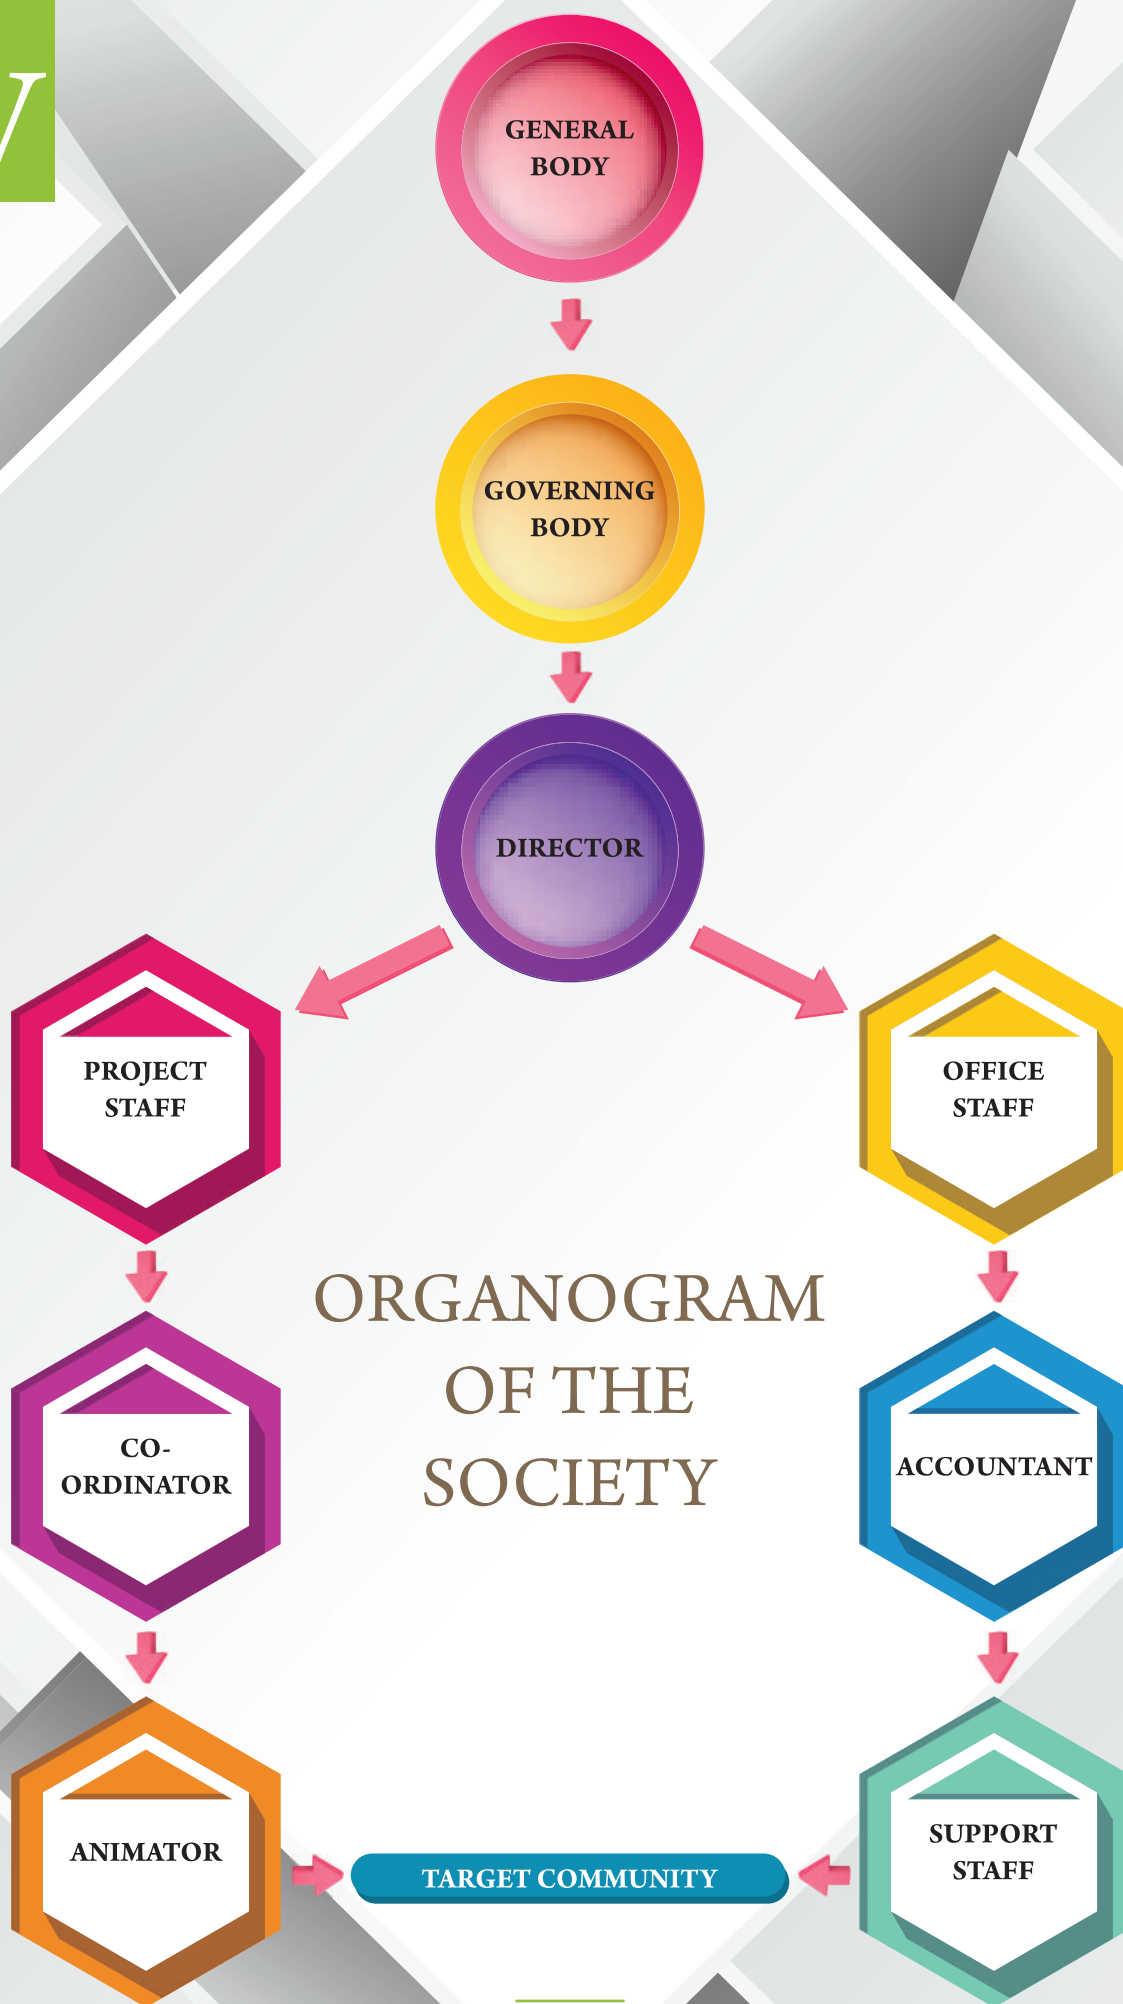 GENERAL
BODY
GOVERNING
BODY
DIRECTOR
PROJECT
STAFF
OFFICE
STAFF
ORGANOGRAM
OF THE
SOCIETY
CO-
ORDINATOR
ACCOUNTANT
ANIMATOR
SUPPORT
STAFF
TARGET COMMUNITY